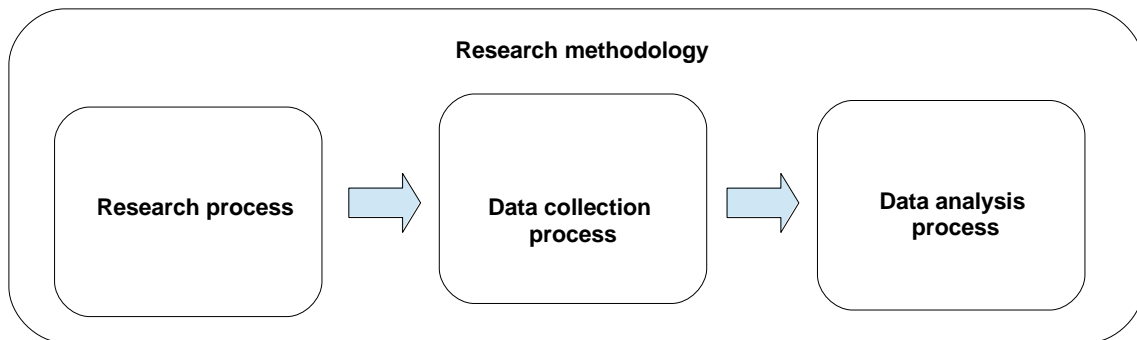 Research methodology
Research process
Data collection
process
Data analysis
process